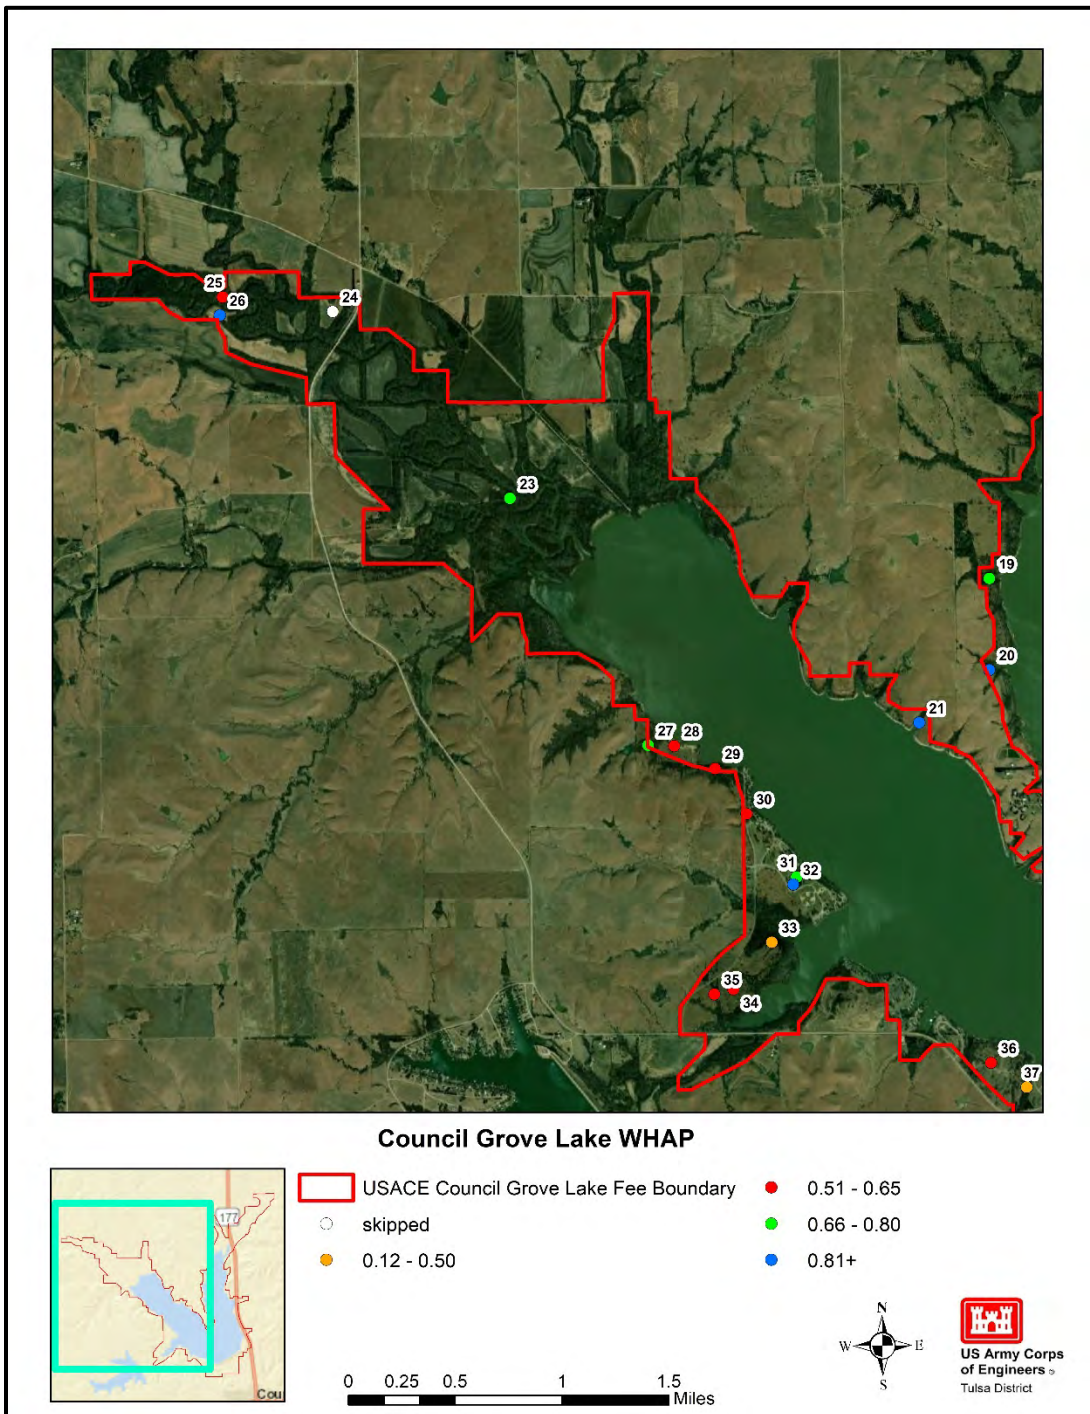 25
26
24
23
19
20
21
27
28
29
30
31
32
33
35
34
36
37
Council Grove Lake WHAP
USACE Council Grove Lake Fee Boundary
skipped
0.12 - 0.50
0.51 - 0.65
0.66 - 0.80
0.81+
177
Cou
N
W
E
S
US Army Corps
of Engineers
Tulsa District
0 0.25 0.5 1 1.5
Miles